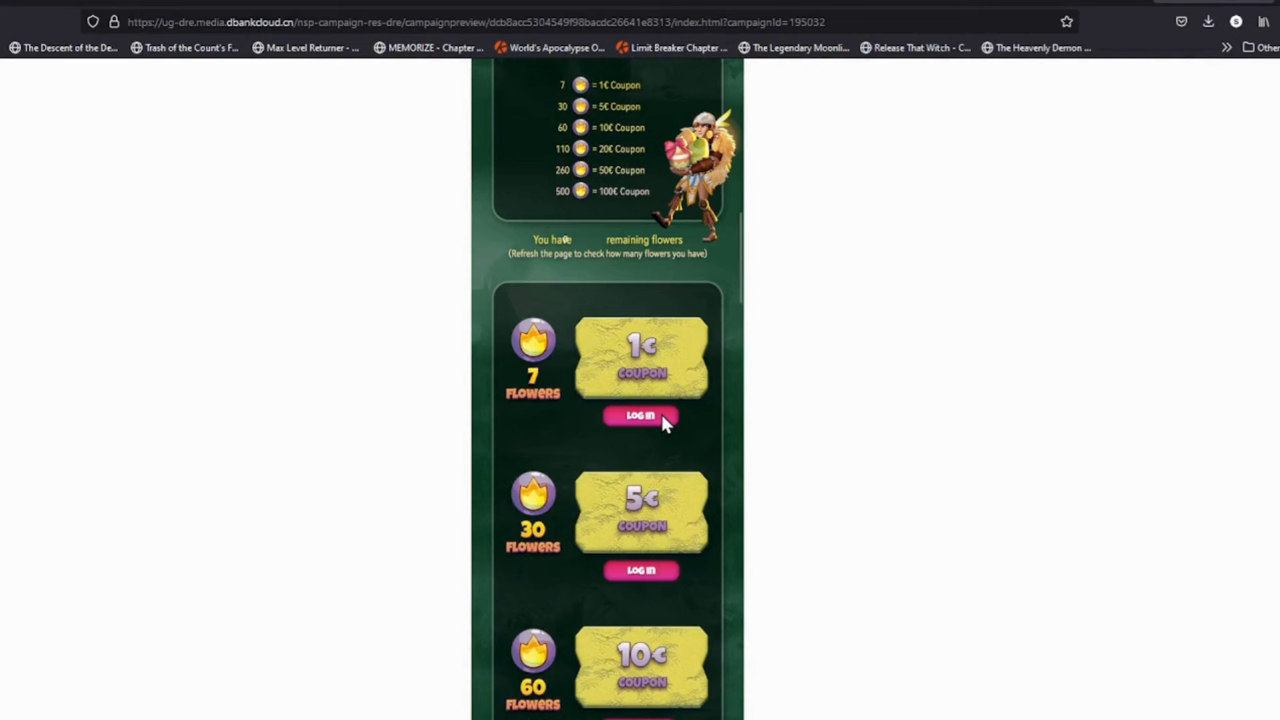 https://ug-dre.media.dbankcloud.cn/nsp-campaign-res-dre/campaignpreview/dcb8acc5304549f98bacdc26641e8313/index.html?campaignId=195032
The Descent of the De... Trash of the Count's F... Max Level Returner - ... MEMORIZE - Chapter ... World's Apocalypse O... Limit Breaker Chapter ... The Legendary Moonli... Release That Witch - C... The Heavenly Demon ... Other
7 = 1€ Coupon
30 = 5€ Coupon
60 = 10€ Coupon
110 = 20€ Coupon
260 = 50€ Coupon
500 = 100€ Coupon
You have remaining flowers
(Refresh the page to check how many flowers you have)
7 FLOWERS
1€ COUPON
LOG IN
30 FLOWERS
5€ COUPON
LOG IN
60 FLOWERS
10€ COUPON